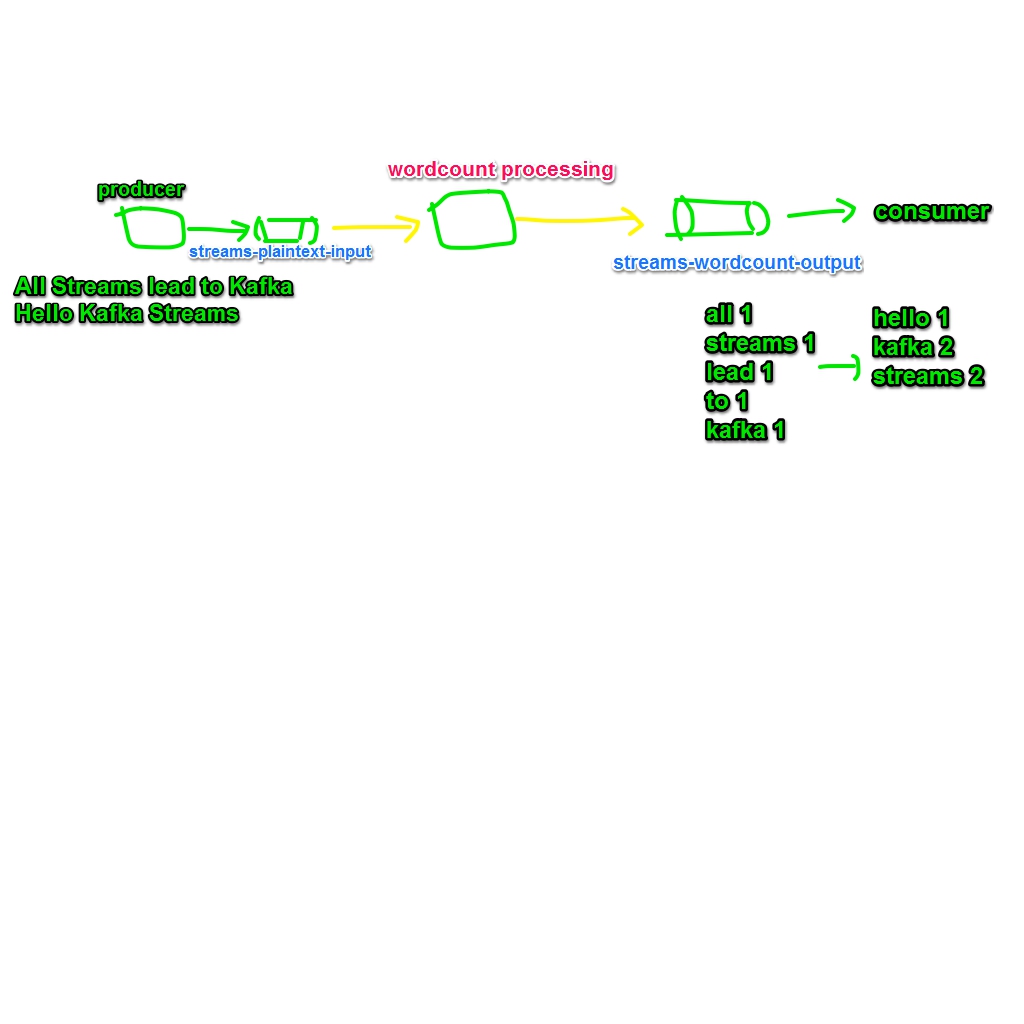 wordcount processing
producer
consumer
streams-plaintext-input
streams-wordcount-output
All Streams lead to Kafka
Hello Kafka Streams
all 1
streams 1
lead 1
to 1
kafka 1
hello 1
kafka 2
streams 2